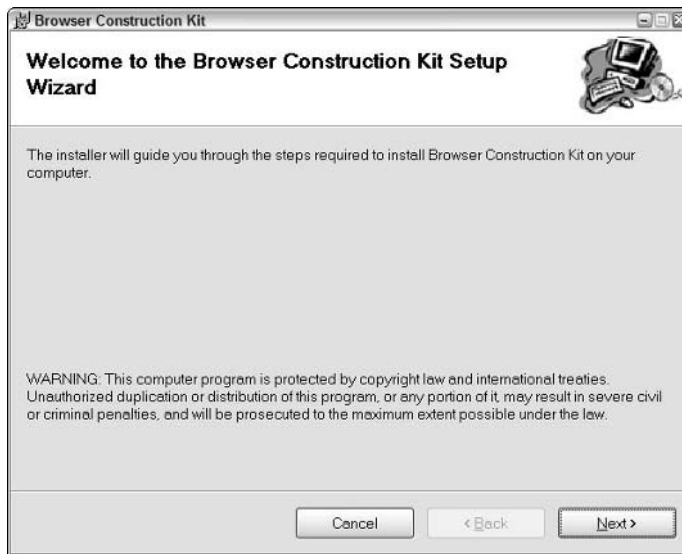 Browser Construction Kit
Welcome to the Browser Construction Kit Setup
Wizard
The installer will guide you through the steps required to install Browser Construction Kit on your
computer.
WARNING: This computer program is protected by copyright law and international treaties.
Unauthorized duplication or distribution of this program, or any portion of it, may result in severe civil
or criminal penalties, and will be prosecuted to the maximum extent possible under the law.
Cancel
< Back
Next >